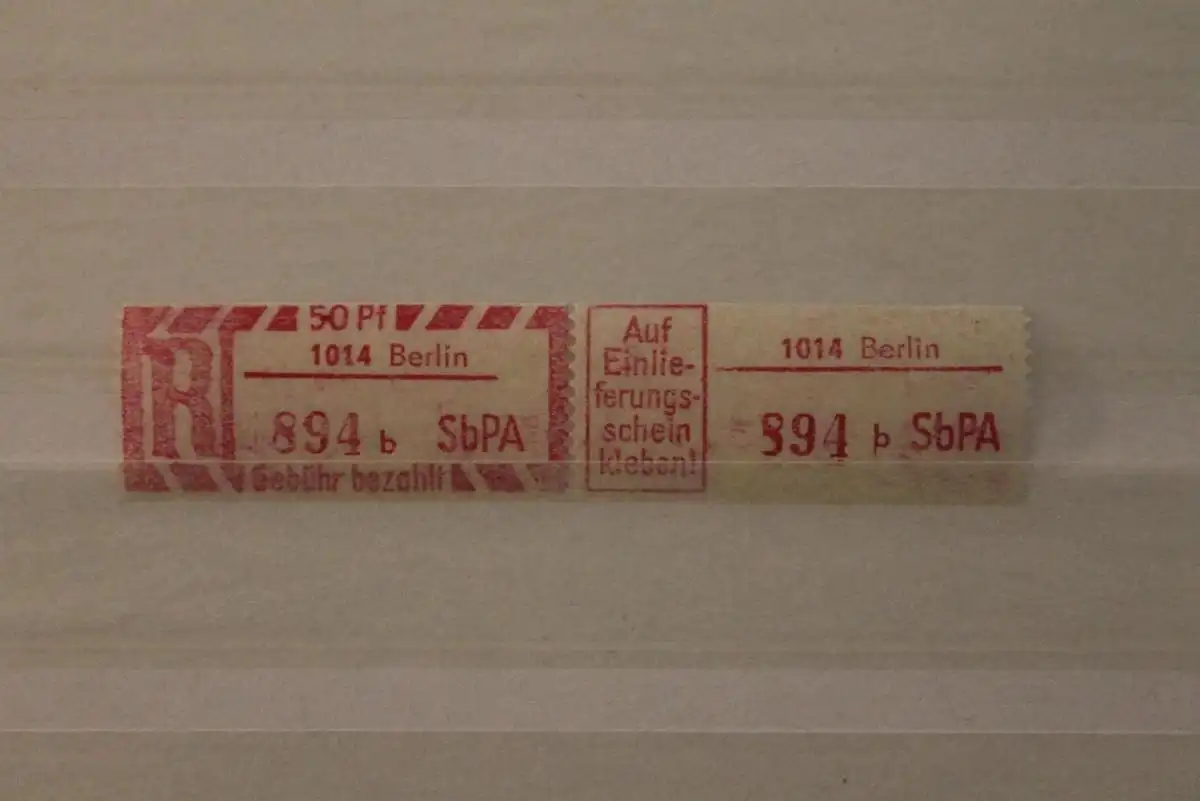 50 Pf
R
1014 Berlin
894 b SbPA
Gebühr bezahlt
Auf
Einlie-
ferungs-
schein
kleben!
1014 Berlin
894 b SbPA